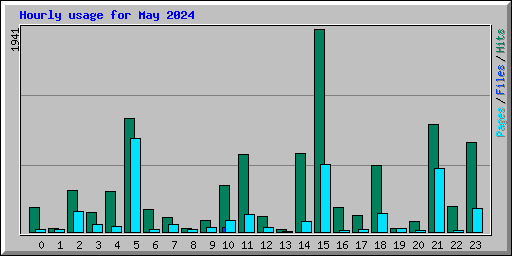 Hourly usage for May 2024
1941
Pages/Files/Hits
0 1 2 3 4 5 6 7 8 9 10 11 12 13 14 15 16 17 18 19 20 21 22 23